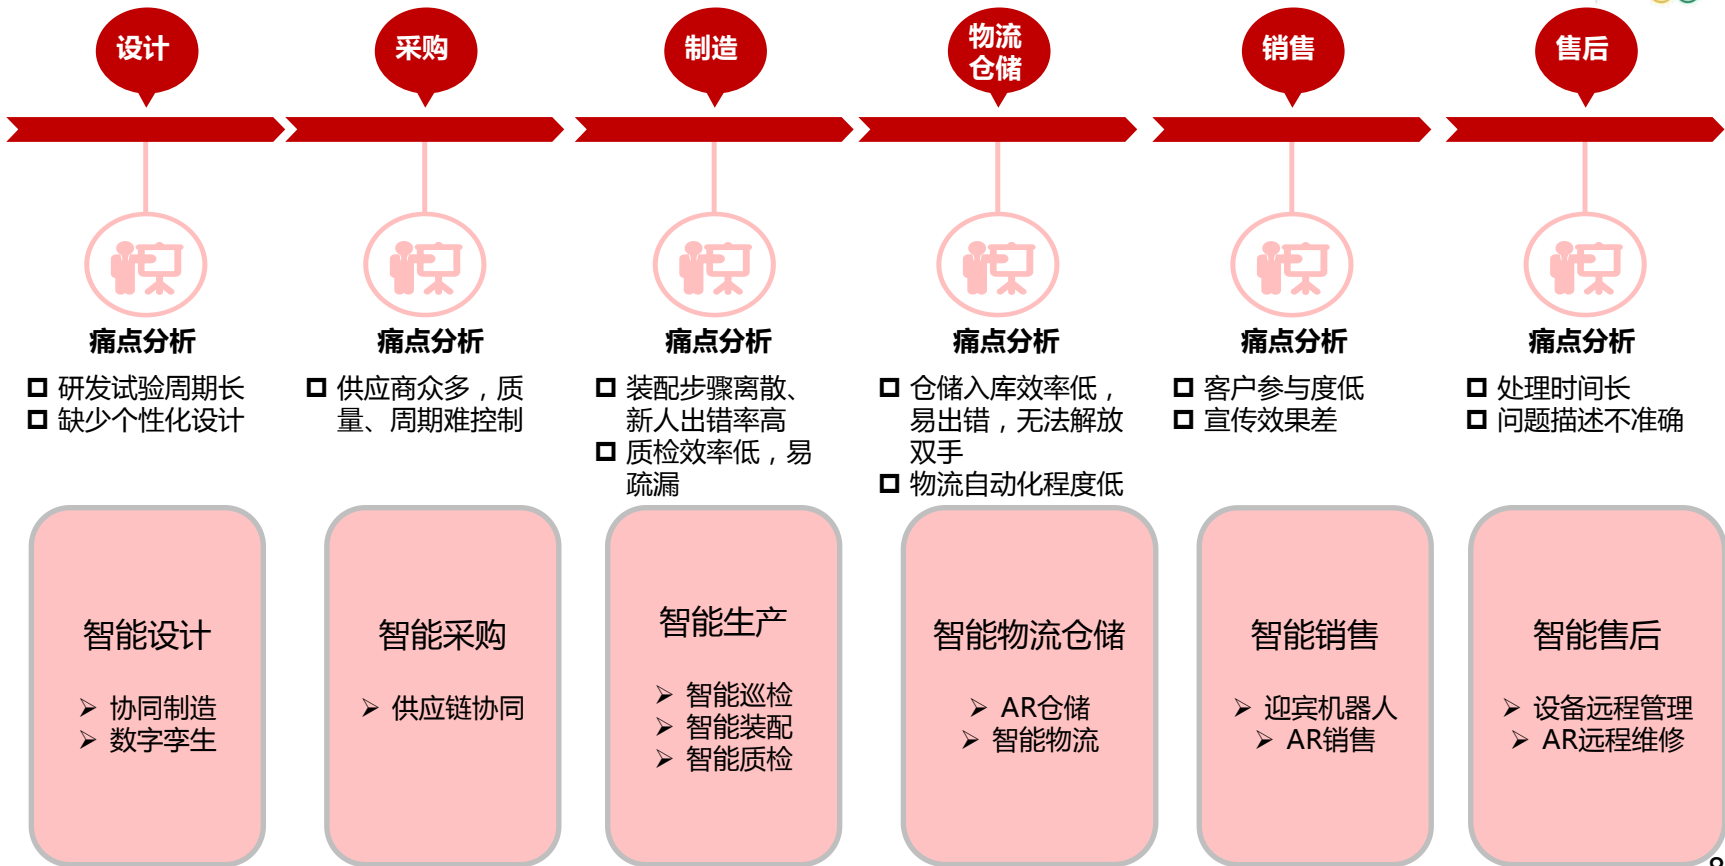 设计
采购
制造
物流
仓储
销售
售后
痛点分析
痛点分析
痛点分析
痛点分析
痛点分析
痛点分析
研发试验周期长
缺少个性化设计
供应商众多，质
量、周期难控制
装配步骤离散、
新人出错率高
质检效率低，易
疏漏
仓储入库效率低，
易出错，无法解放
双手
物流自动化程度低
客户参与度低
宣传效果差
处理时间长
问题描述不准确
智能设计
协同制造
数字孪生
智能采购
供应链协同
智能生产
智能巡检
智能装配
智能质检
智能物流仓储
AR仓储
智能物流
智能销售
迎宾机器人
AR销售
智能售后
设备远程管理
AR远程维修